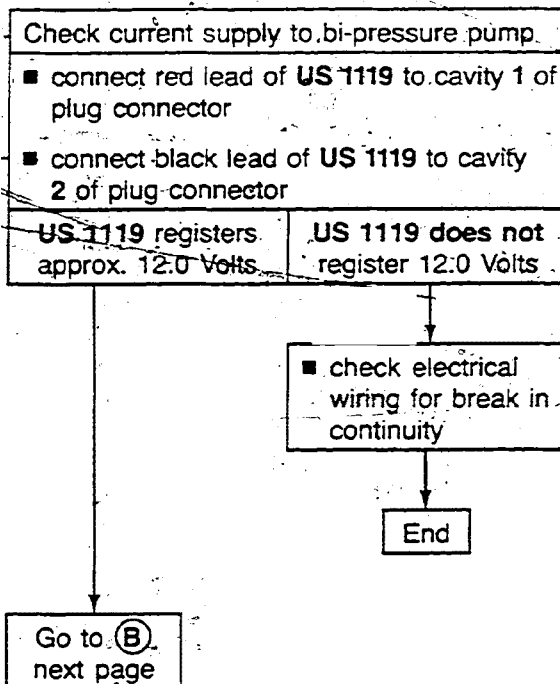 Check current supply to bi-pressure pump
■ connect red lead of US 1119 to cavity 1 of
plug connector
■ connect black lead of US 1119 to cavity
2 of plug connector
US 1119 registers
approx. 12.0 Volts
US 1119 does not
register 12.0 Volts
■ check electrical
wiring for break in
continuity
End
Go to B
next page